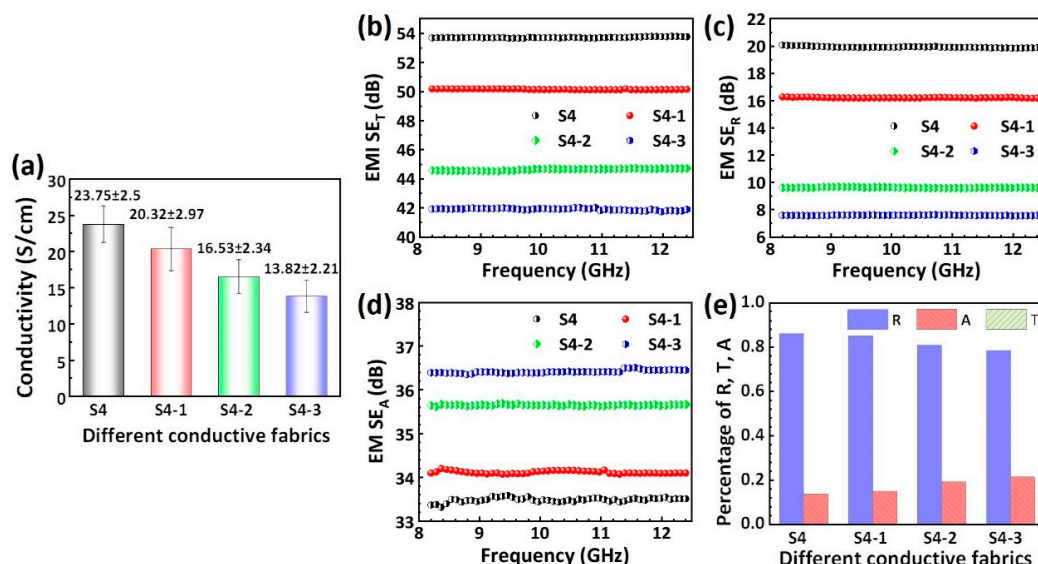 (a)
Conductivity (S/cm)
30
25
20
15
10
5
0
23.75±2.5
20.32±2.97
16.53±2.34
13.82±2.21
S4 S4-1 S4-2 S4-3
Different conductive fabrics
(b)
EMI SET (dB)
54
52
50
48
46
44
42
40
S4 S4-1
S4-2 S4-3
8 9 10 11 12
Frequency (GHz)
(c)
EM SER (dB)
22
20
18
16
14
12
10
8
6
S4 S4-1
S4-2 S4-3
8 9 10 11 12
Frequency (GHz)
(d)
EM SEA (dB)
38
37
36
35
34
33
S4 S4-1
S4-2 S4-3
8 9 10 11 12
Frequency (GHz)
(e)
Percentage of R, T, A
1.0
0.8
0.6
0.4
0.2
0.0
R A T
S4 S4-1 S4-2 S4-3
Different conductive fabrics